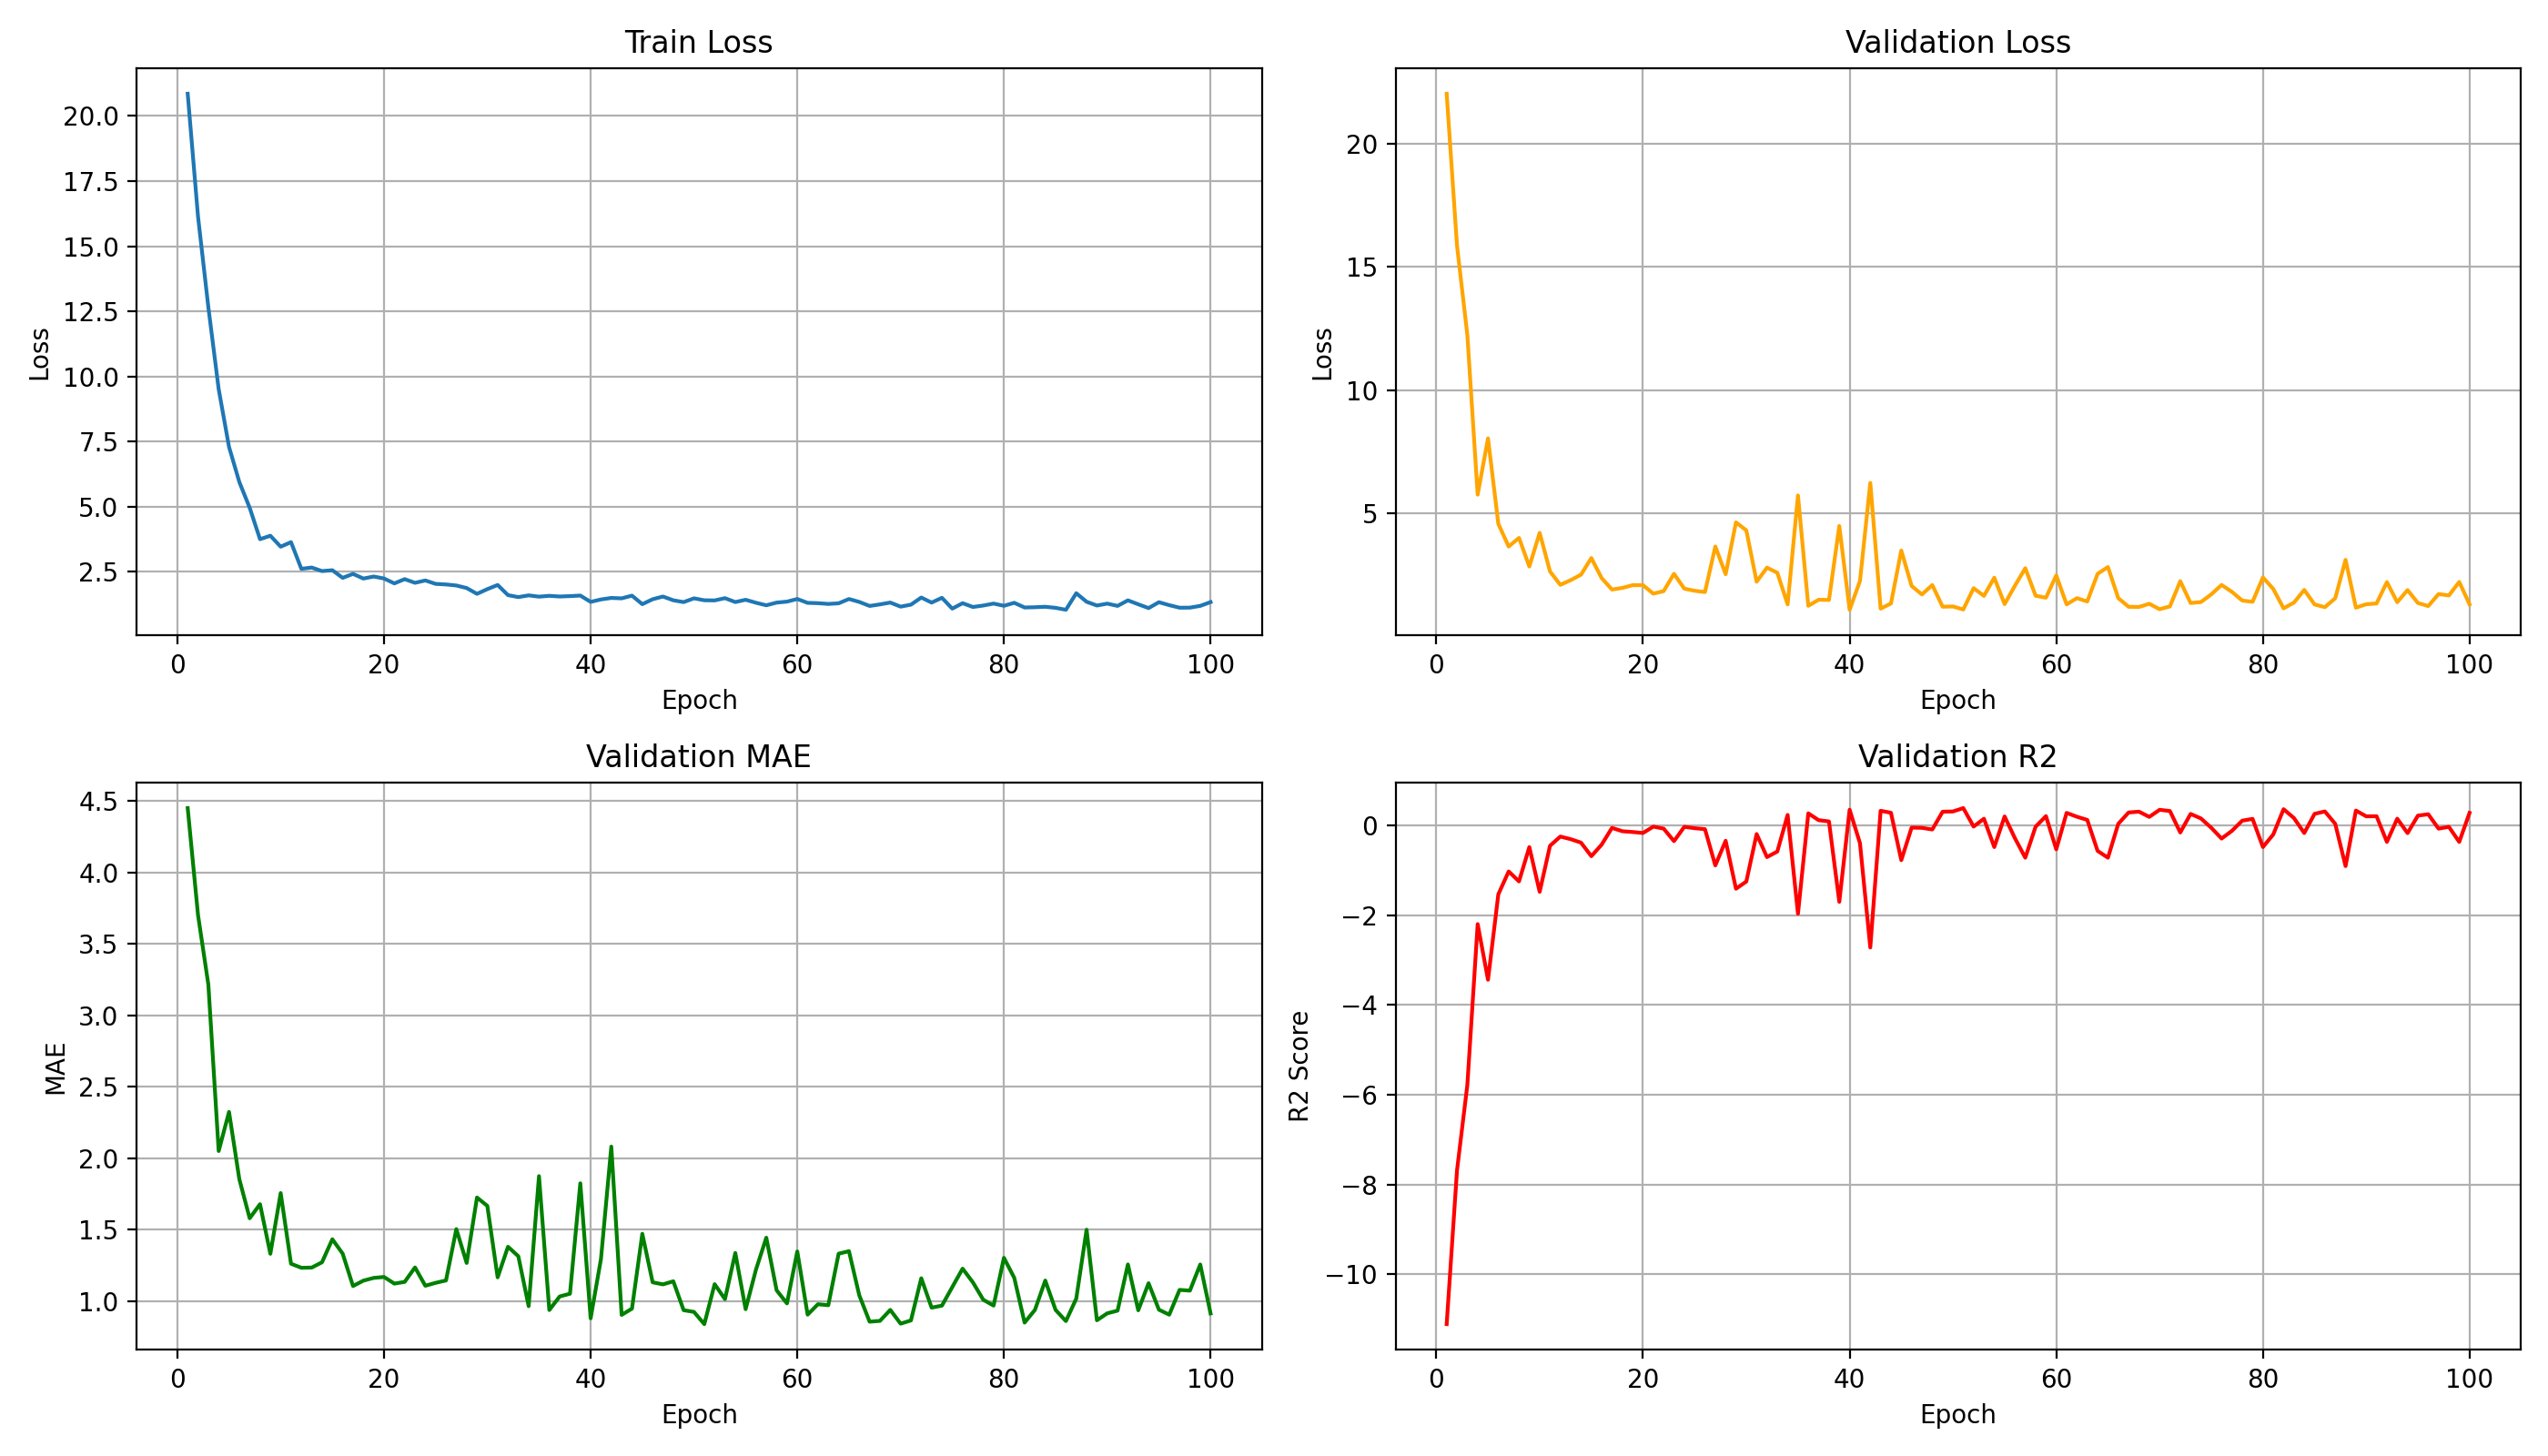 Train Loss
20.0
17.5
15.0
12.5
10.0
7.5
5.0
2.5
Loss
0 20 40 60 80 100
Epoch
Validation Loss
20
15
10
5
Loss
0 20 40 60 80 100
Epoch
Validation MAE
4.5
4.0
3.5
3.0
2.5
2.0
1.5
1.0
MAE
0 20 40 60 80 100
Epoch
Validation R2
0
−2
−4
−6
−8
−10
R2 Score
0 20 40 60 80 100
Epoch